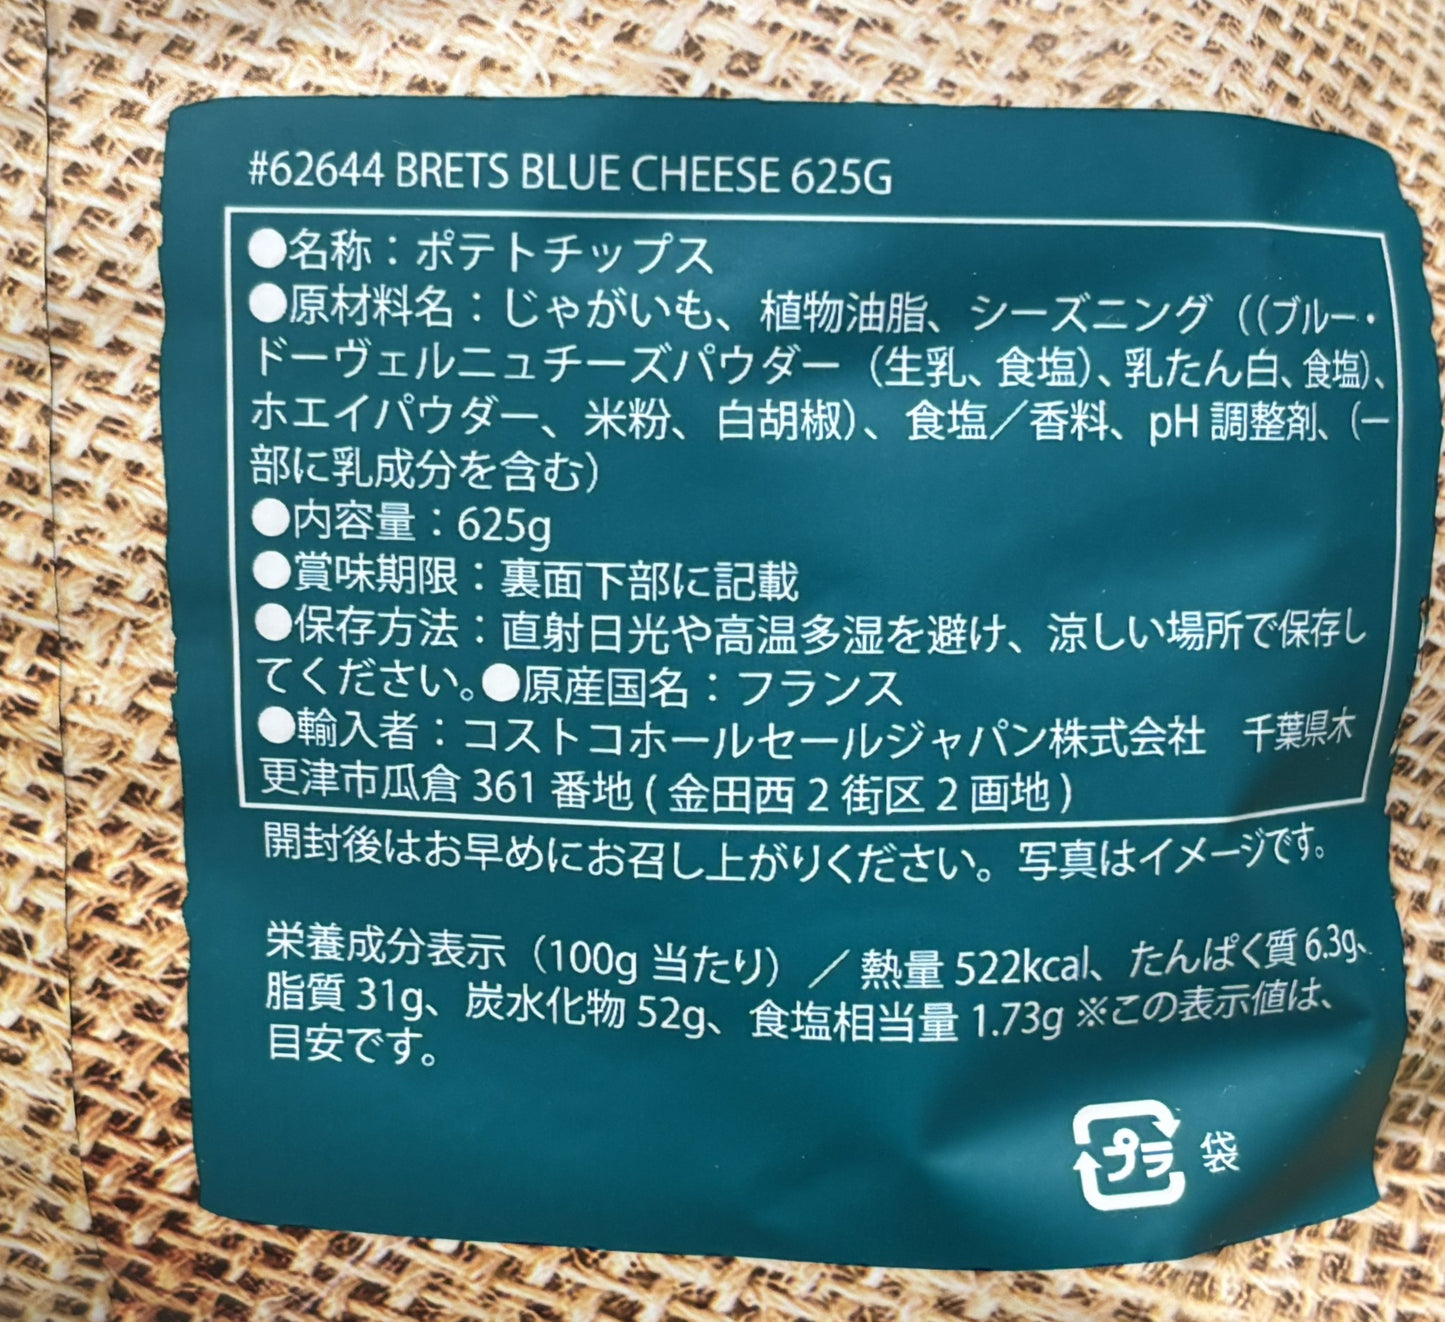 #62644 BRETS BLUE CHEESE 625G
●名称：ポテトチップス
●原材料名：じゃがいも、植物油脂、シーズニング（（ブルー・
ドーヴェルニュチーズパウダー（生乳、食塩）、乳たん白、食塩）、
ホエイパウダー、米粉、白胡椒）、食塩／香料、pH 調整剤、（一
部に乳成分を含む）
●内容量：625g
●賞味期限：裏面下部に記載
●保存方法：直射日光や高温多湿を避け、涼しい場所で保存し
てください。●原産国名：フランス
●輸入者：コストコホールセールジャパン株式会社　千葉県木
更津市瓜倉 361 番地 ( 金田西 2 街区 2 画地 )
開封後はお早めにお召し上がりください。写真はイメージです。
栄養成分表示（100g 当たり）／熱量 522kcal、たんぱく質 6.3g、
脂質 31g、炭水化物 52g、食塩相当量 1.73g ※この表示値は、
目安です。
プラ 袋